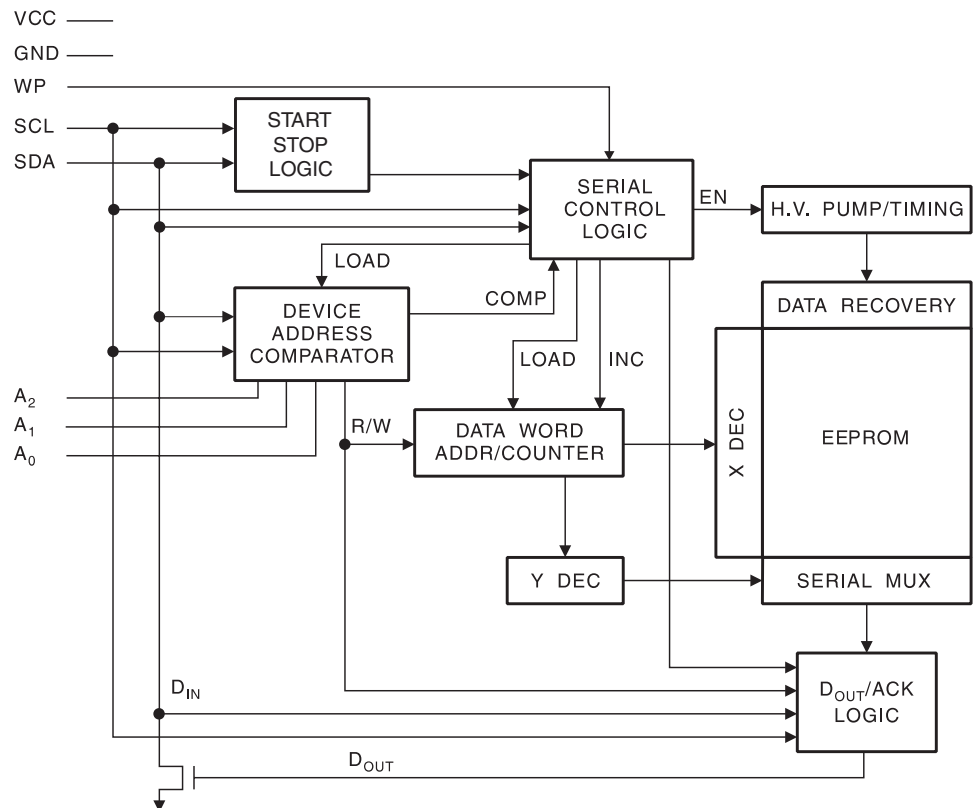 VCC
GND
WP
SCL
SDA
START
STOP
LOGIC
SERIAL
CONTROL
LOGIC
EN
H.V. PUMP/TIMING
LOAD
COMP
DEVICE
ADDRESS
COMPARATOR
DATA RECOVERY
LOAD
INC
A2
A1
A0
R/W
DATA WORD
ADDR/COUNTER
X DEC
EEPROM
Y DEC
SERIAL MUX
DIN
DOUT/ACK
LOGIC
DOUT